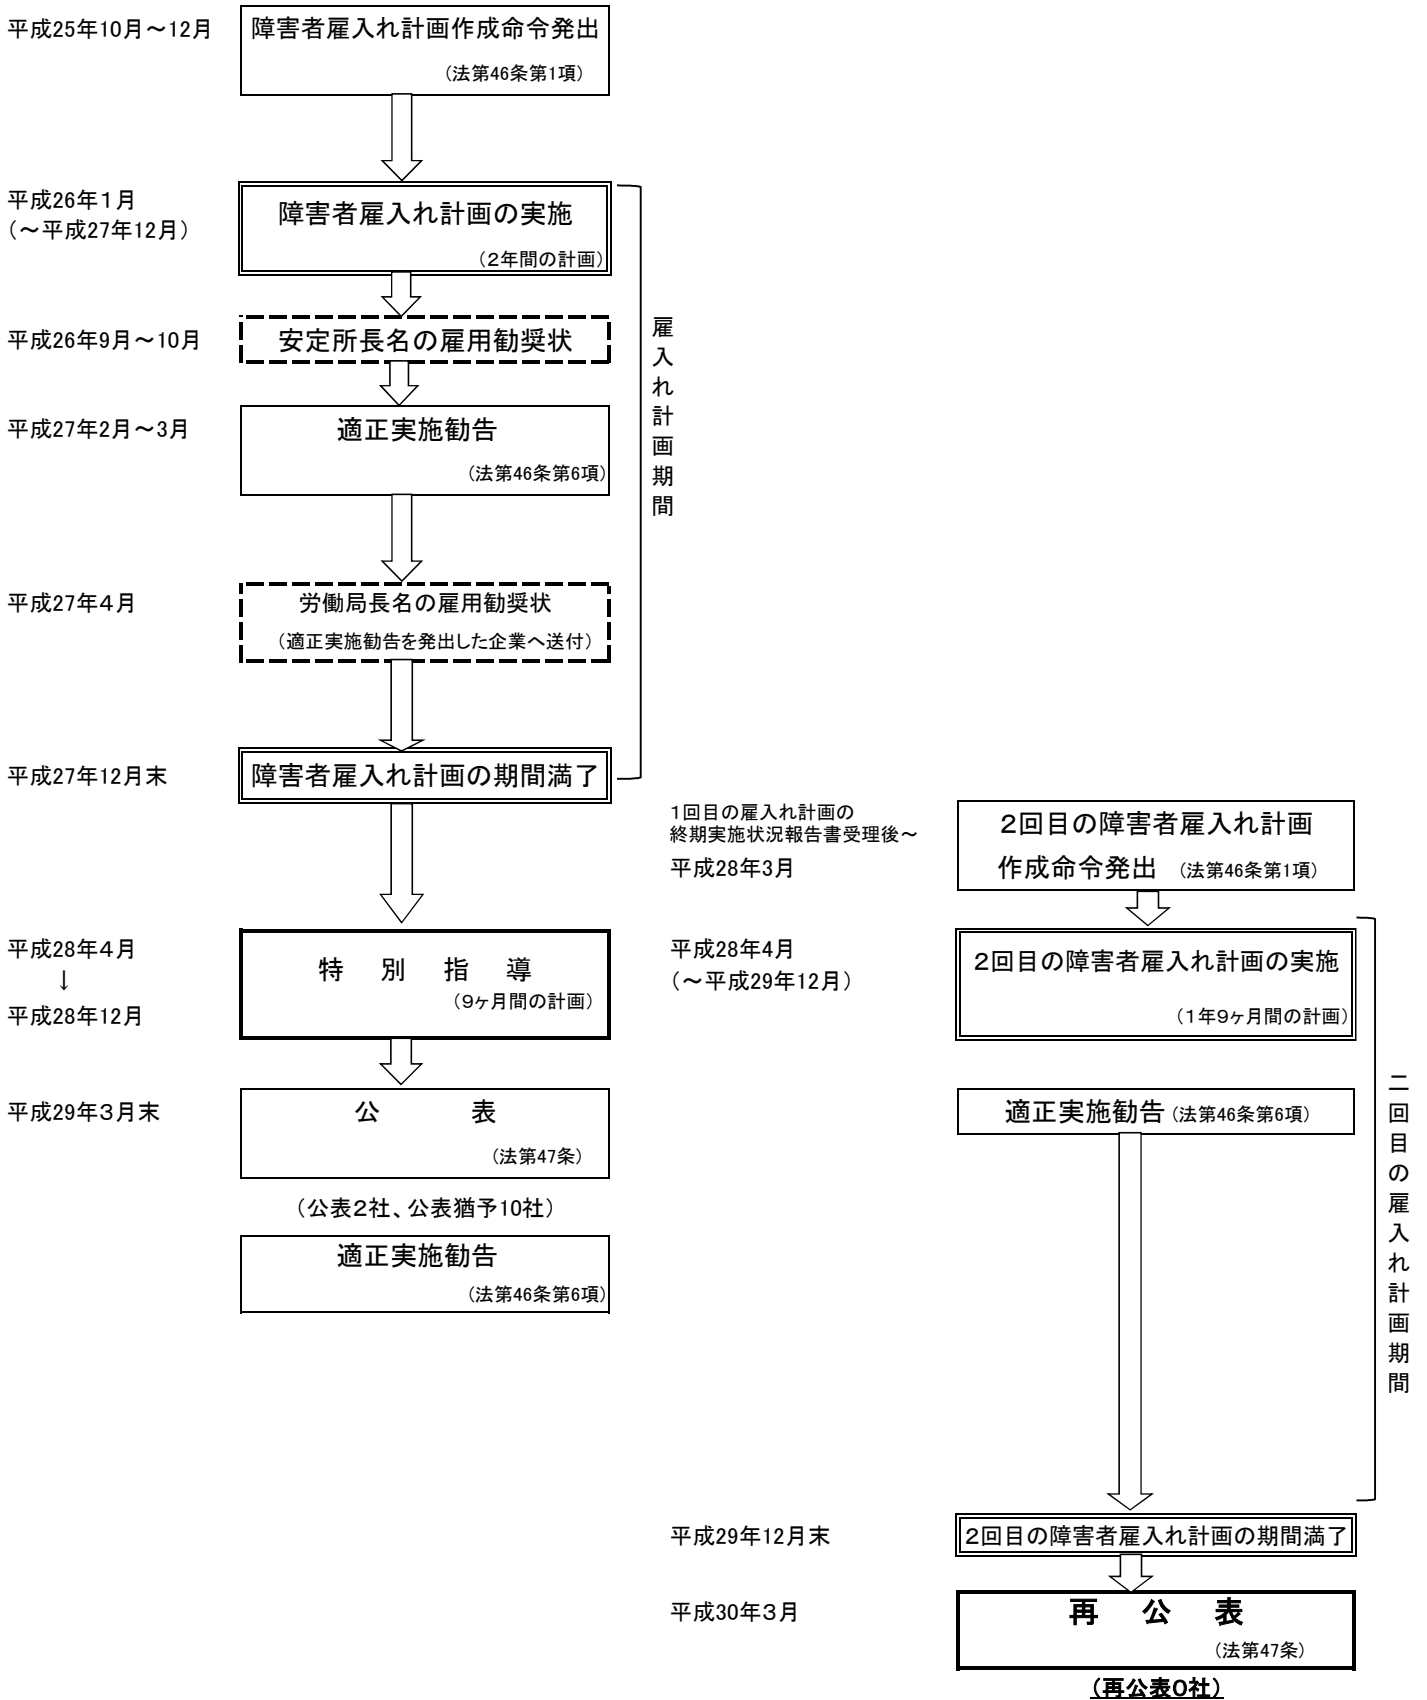 平成25年10月～12月
障害者雇入れ計画作成命令発出
（法第46条第1項）
平成26年１月
（～平成27年12月）
障害者雇入れ計画の実施
（２年間の計画）
平成26年9月～10月
安定所長名の雇用勧奨状
平成27年2月～3月
適正実施勧告
（法第46条第6項）
平成27年４月
労働局長名の雇用勧奨状
（適正実施勧告を発出した企業へ送付）
雇入れ計画期間
平成27年12月末
障害者雇入れ計画の期間満了
１回目の雇入れ計画の
終期実施状況報告書受理後～
平成28年3月
２回目の障害者雇入れ計画
作成命令発出 （法第46条第1項）
平成28年４月
↓
平成28年12月
特 別 指 導
（９ヶ月間の計画）
平成28年4月
（～平成29年12月）
２回目の障害者雇入れ計画の実施
（１年９ヶ月間の計画）
平成29年３月末
公 表
（法第47条）
（公表２社、公表猶予10社）
適正実施勧告
（法第46条第6項）
適正実施勧告（法第46条第6項）
二回目の雇入れ計画期間
平成29年12月末
２回目の障害者雇入れ計画の期間満了
平成30年３月
再 公 表
（法第47条）
（再公表０社）